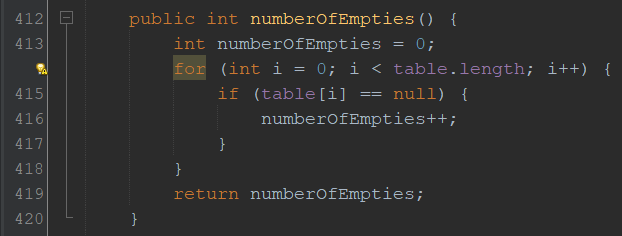 412 public int numberOfEmpties() {
413 int numberOfEmpties = 0;
for (int i = 0; i < table.length; i++) {
415 if (table[i] == null) {
416 numberOfEmpties++;
417 }
418 }
419 return numberOfEmpties;
420 }